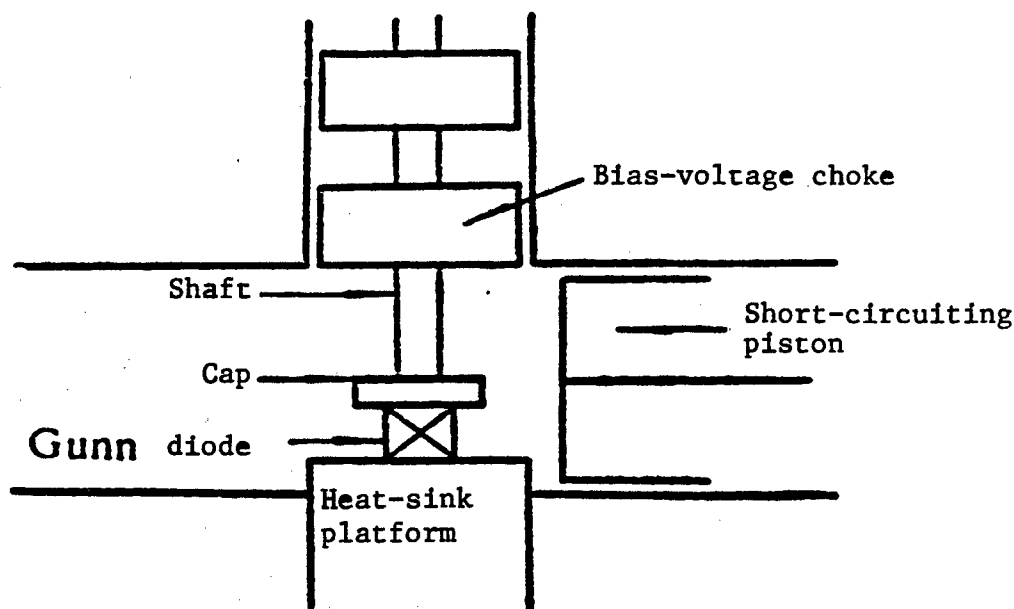 Bias-voltage choke
Shaft
Short-circuiting
piston
Cap
Gunn diode
Heat-sink
platform